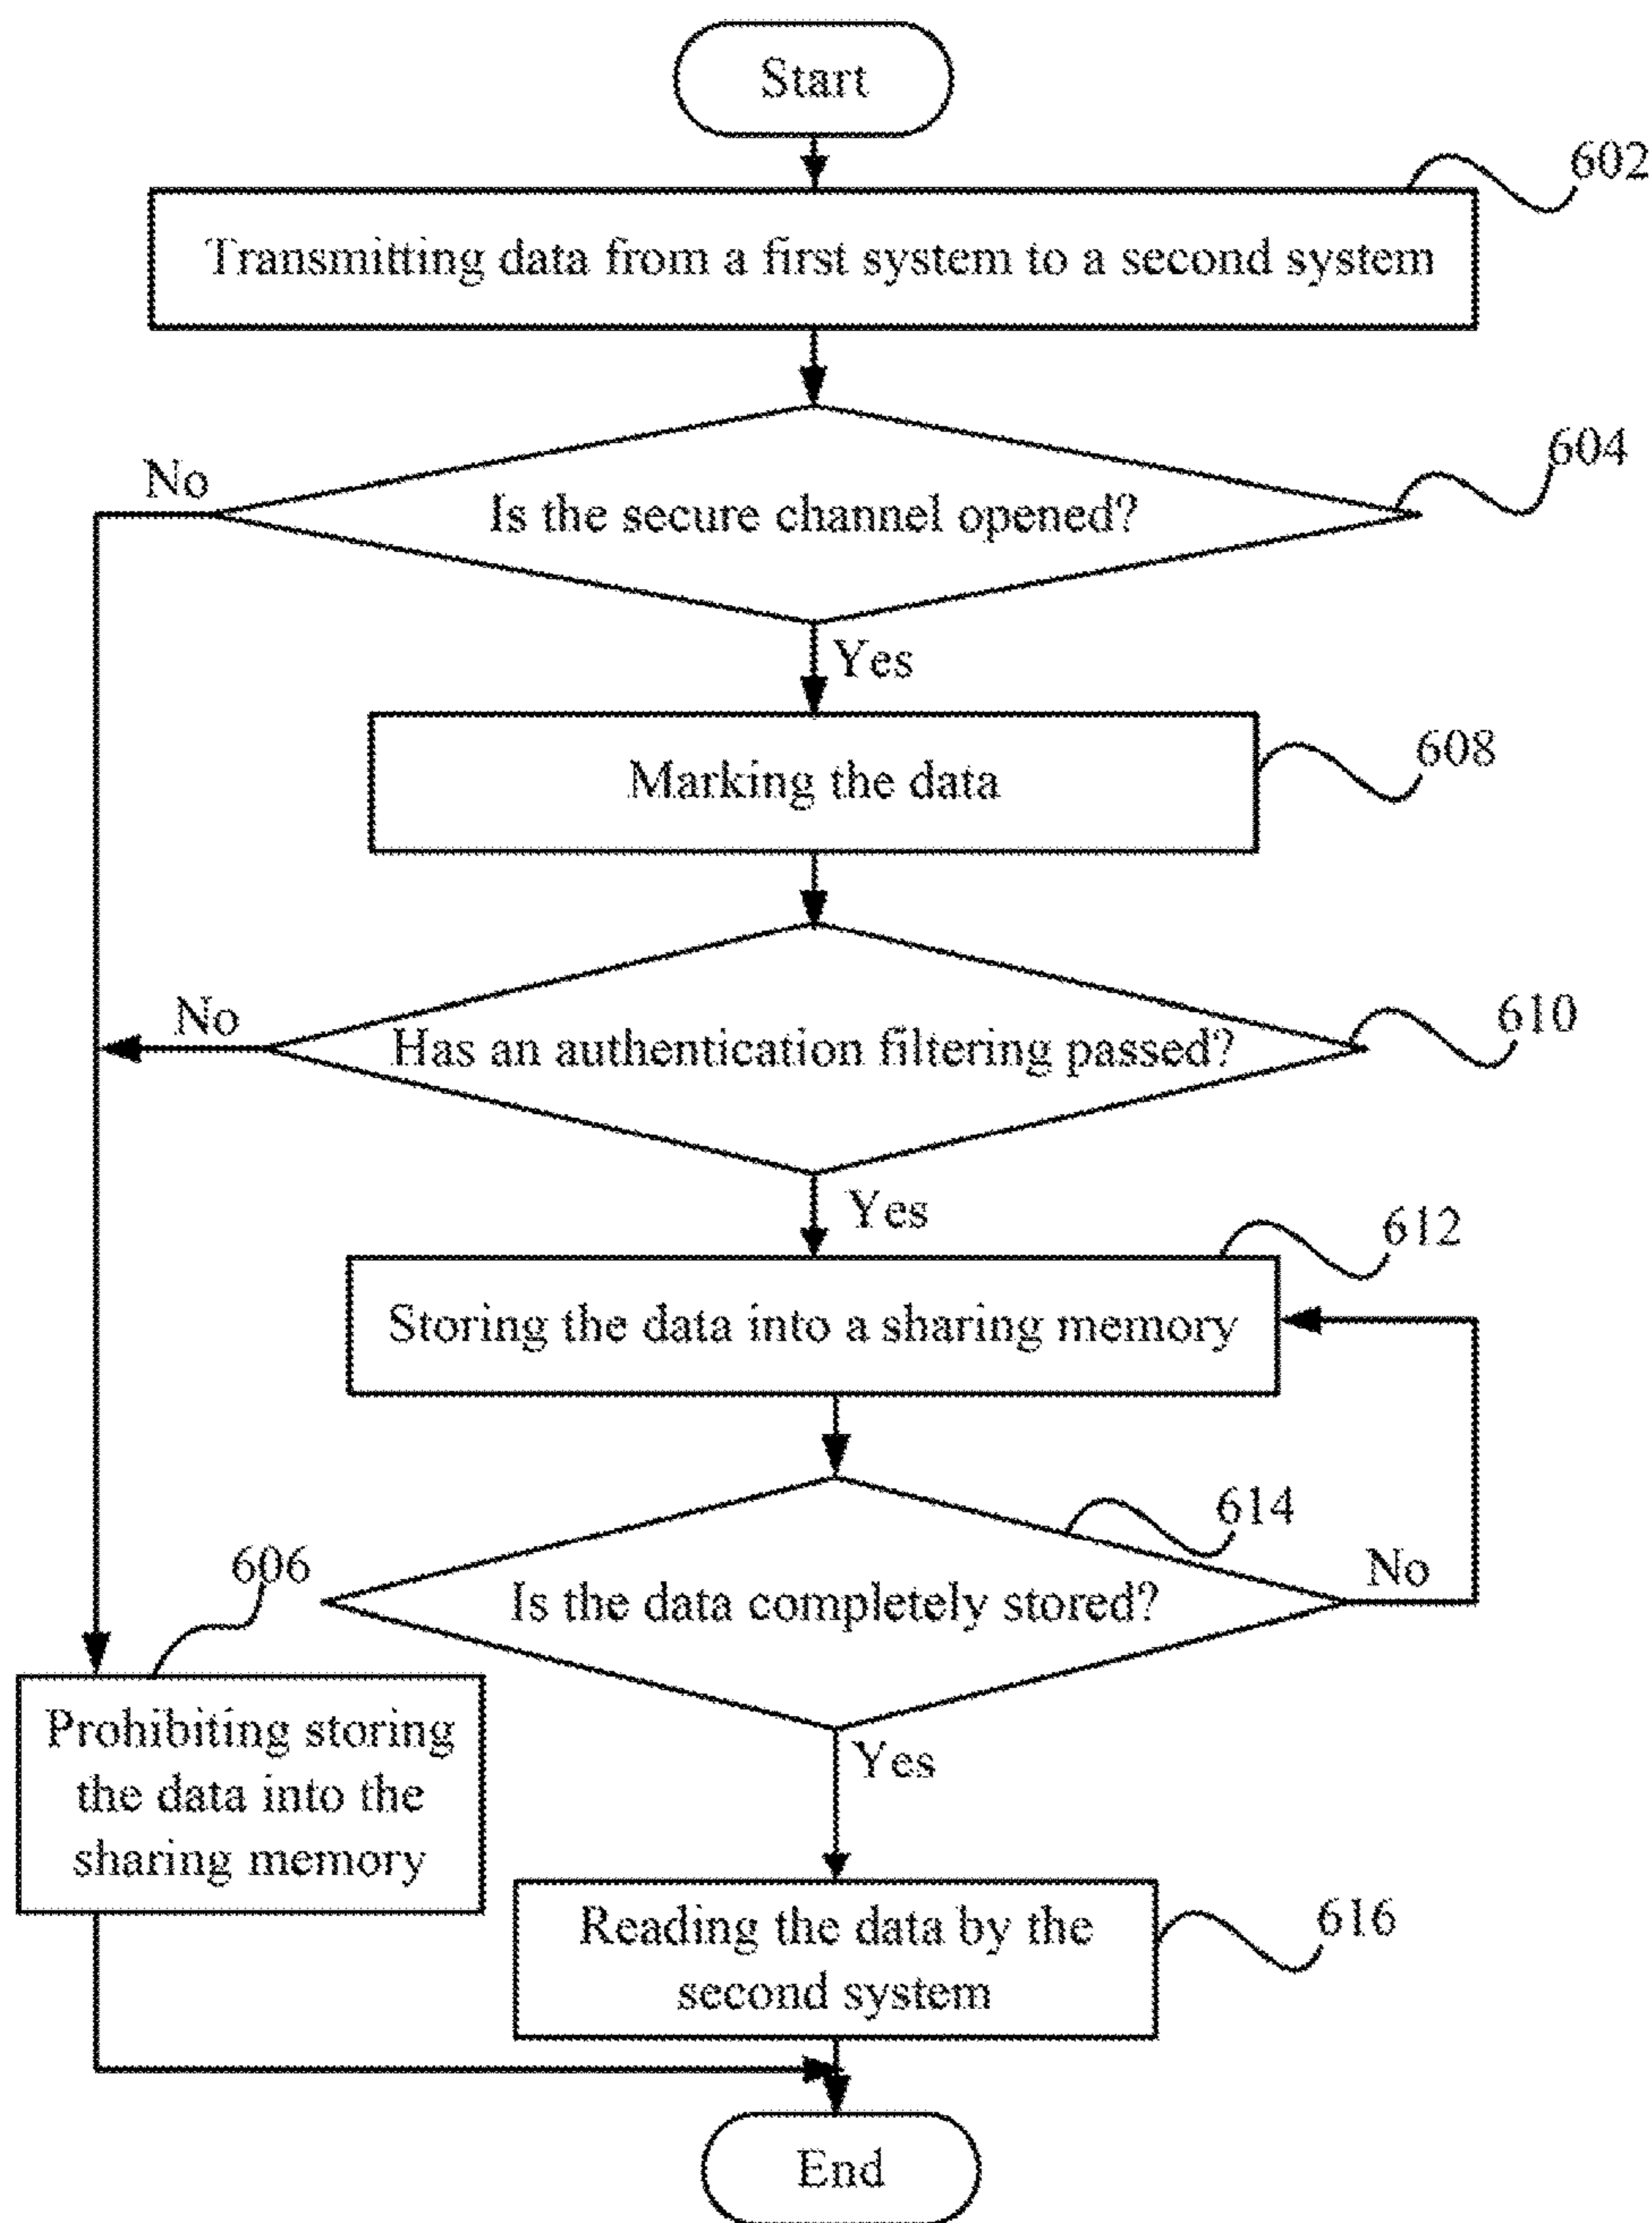 Start
602
Transmitting data from a first system to a second system
604
No
Is the secure channel opened?
Yes
608
Marking the data
610
No
Has an authentication filtering passed?
Yes
612
Storing the data into a sharing memory
614
606
No
Is the data completely stored?
Prohibiting storing
the data into the
sharing memory
Yes
616
Reading the data by the
second system
End